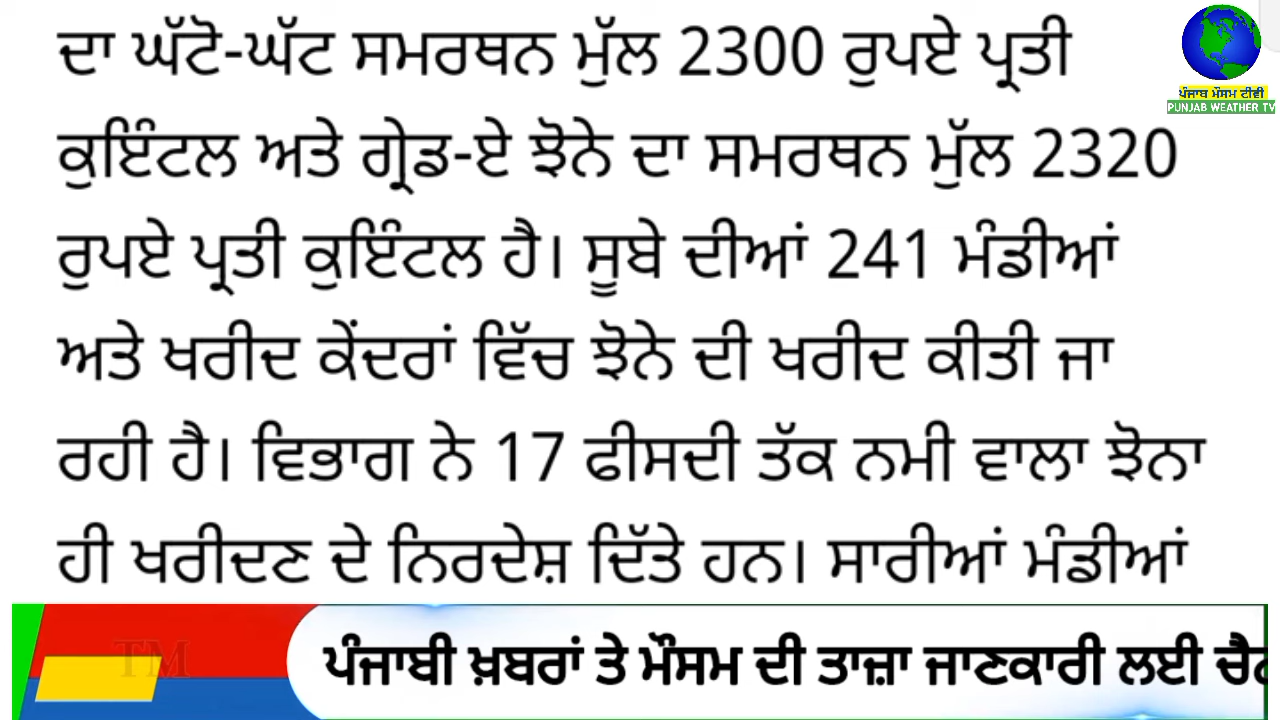 ਦਾ ਘੱਟੋ-ਘੱਟ ਸਮਰਥਨ ਮੁੱਲ 2300 ਰੁਪਏ ਪ੍ਰਤੀ
ਪੰਜਾਬ ਮੌਸਮ ਟੀਵੀ
PUNJAB WEATHER TV
ਕੁਇੰਟਲ ਅਤੇ ਗ੍ਰੇਡ-ਏ ਝੋਨੇ ਦਾ ਸਮਰਥਨ ਮੁੱਲ 2320
ਰੁਪਏ ਪ੍ਰਤੀ ਕੁਇੰਟਲ ਹੈ। ਸੂਬੇ ਦੀਆਂ 241 ਮੰਡੀਆਂ
ਅਤੇ ਖਰੀਦ ਕੇਂਦਰਾਂ ਵਿੱਚ ਝੋਨੇ ਦੀ ਖਰੀਦ ਕੀਤੀ ਜਾ
ਰਹੀ ਹੈ। ਵਿਭਾਗ ਨੇ 17 ਫੀਸਦੀ ਤੱਕ ਨਮੀ ਵਾਲਾ ਝੋਨਾ
ਹੀ ਖਰੀਦਣ ਦੇ ਨਿਰਦੇਸ਼ ਦਿੱਤੇ ਹਨ। ਸਾਰੀਆਂ ਮੰਡੀਆਂ
TM
ਪੰਜਾਬੀ ਖ਼ਬਰਾਂ ਤੇ ਮੌਸਮ ਦੀ ਤਾਜ਼ਾ ਜਾਣਕਾਰੀ ਲਈ